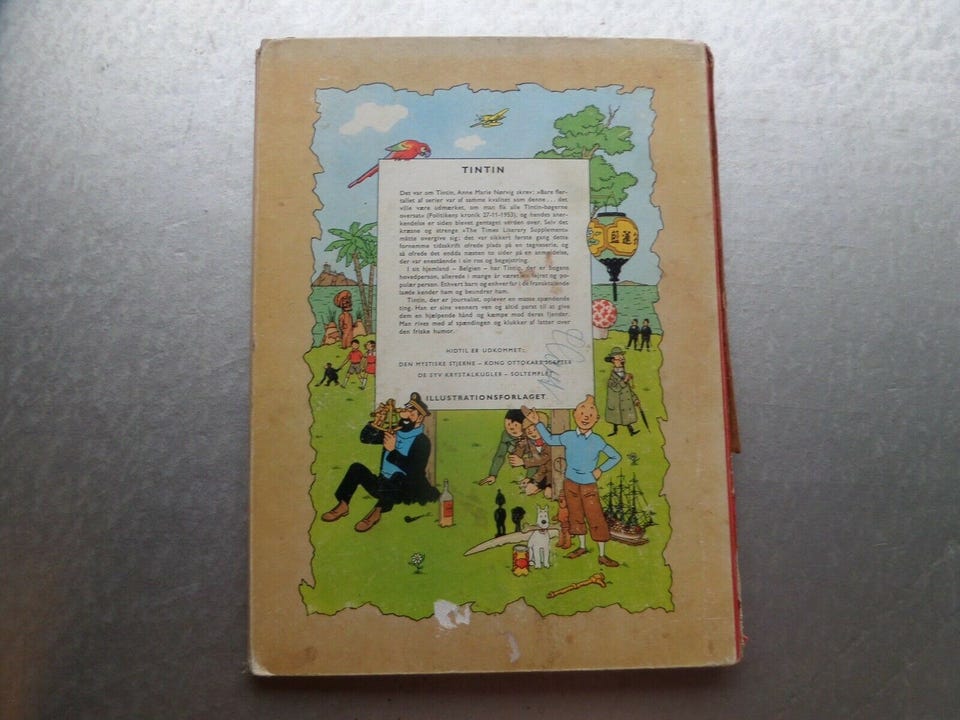 TINTIN
Det var om Tintin, Anne Marie Nørvig skrev: »Bare fler-
tallet af serier var af samme kvalitet som denne . . . det
ville være udmærket, om man fik alle Tintin-bøgerne
oversat« (Politikens kronik 27-11-1953), og hendes aner-
kendelse er siden blevet gentaget verden over. Selv det
kræsne og strenge »The Times Literary Supplement«
måtte overgive sig; det var sikkert første gang dette
fornemme tidsskrift ofrede plads på en tegneserie, og
så ofrede det endda næsten to sider på en anmeldelse,
der var enestående i sin ros og begejstring.
I sit hjemland – Belgien – har Tintin, der er bogens
hovedperson, allerede i mange år været en fejret og po-
pulær person. Ethvert barn og enhver far i de fransktalende
lande kender ham og beundrer ham.
Tintin, der er journalist, oplever en masse spændende
ting. Han er sine venners ven og altid parat til at give
dem en hjælpende hånd og kæmpe mod deres fjender.
Man rives med af spændingen og klukker af latter over
den friske humor.
HIDTIL ER UDKOMMET:
DEN MYSTISKE STJERNE – KONG OTTOKARS SCEPTER
DE SYV KRYSTALKUGLER – SOLTEMPLET
ILLUSTRATIONSFORLAGET